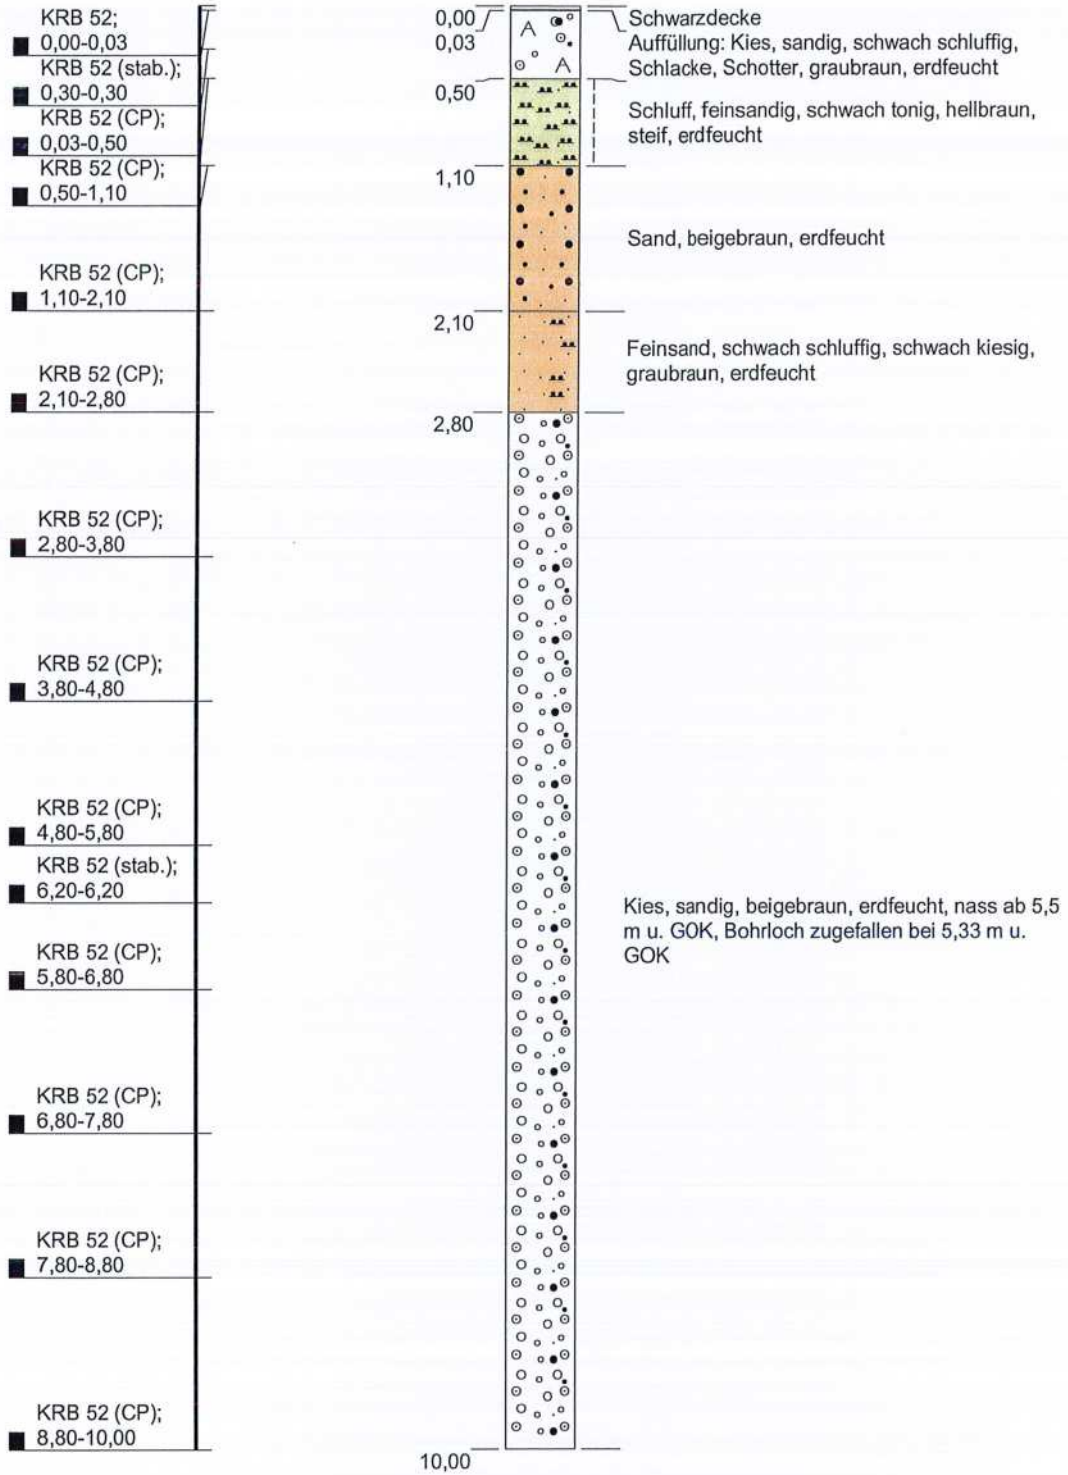 KRB 52;
0,00-0,03
KRB 52 (stab.);
0,30-0,30
KRB 52 (CP);
0,03-0,50
KRB 52 (CP);
0,50-1,10
KRB 52 (CP);
1,10-2,10
KRB 52 (CP);
2,10-2,80
KRB 52 (CP);
2,80-3,80
KRB 52 (CP);
3,80-4,80
KRB 52 (CP);
4,80-5,80
KRB 52 (stab.);
6,20-6,20
KRB 52 (CP);
5,80-6,80
KRB 52 (CP);
6,80-7,80
KRB 52 (CP);
7,80-8,80
KRB 52 (CP);
8,80-10,00
0,00
0,03
0,50
1,10
2,10
2,80
10,00
A
A
Schwarzdecke
Auffüllung: Kies, sandig, schwach schluffig,
Schlacke, Schotter, graubraun, erdfeucht
Schluff, feinsandig, schwach tonig, hellbraun,
steif, erdfeucht
Sand, beigebraun, erdfeucht
Feinsand, schwach schluffig, schwach kiesig,
graubraun, erdfeucht
Kies, sandig, beigebraun, erdfeucht, nass ab 5,5
m u. GOK, Bohrloch zugefallen bei 5,33 m u.
GOK